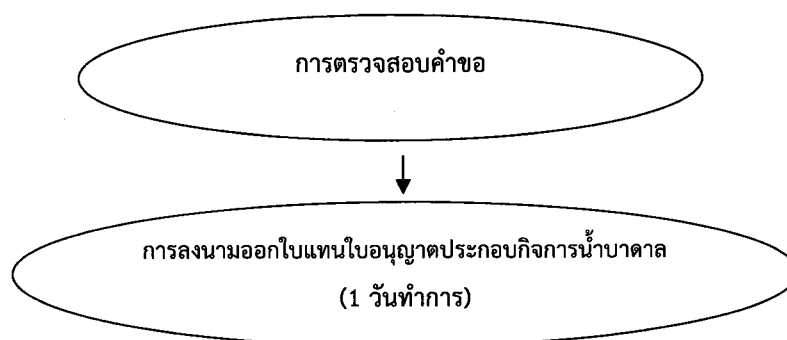 การตรวจสอบคำขอ
การลงนามออกใบแทนใบอนุญาตประกอบกิจการน้ำบาดาล
(1 วันทำการ)